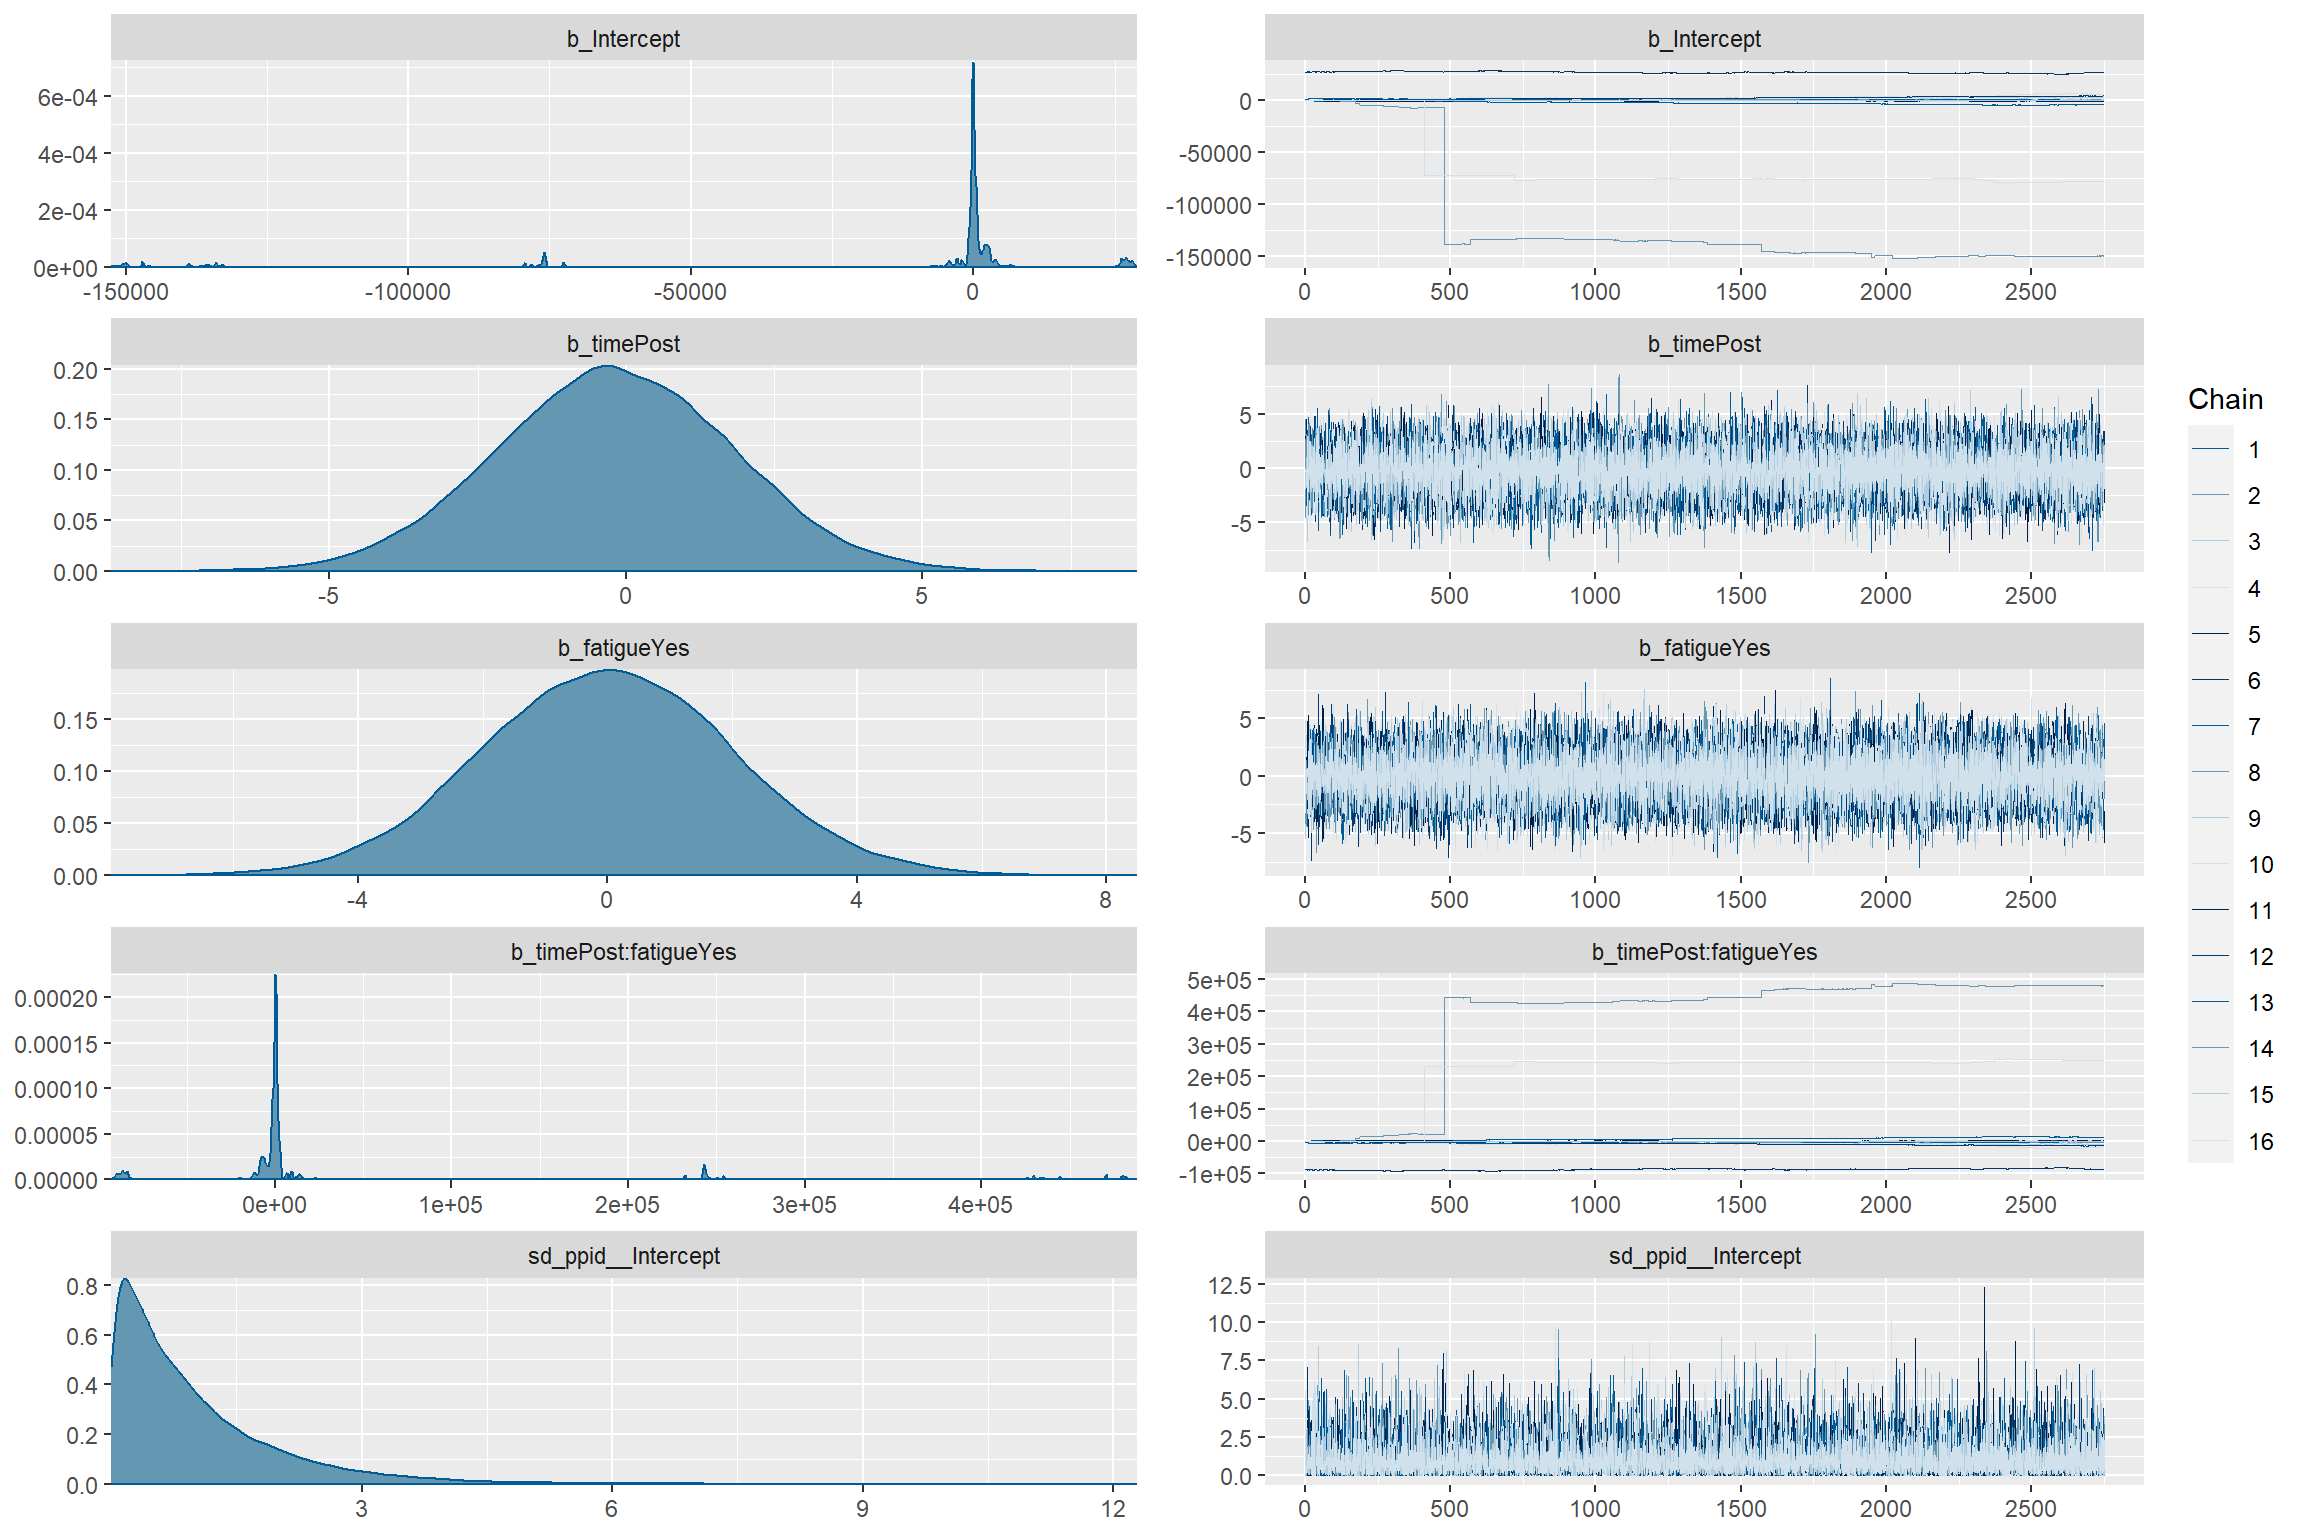 b_Intercept
6e-04
4e-04
2e-04
0e+00
-150000 -100000 -50000 0
b_Intercept
0
-50000
-100000
-150000
0 500 1000 1500 2000 2500
b_timePost
0.20
0.15
0.10
0.05
0.00
-5 0 5
b_timePost
5
0
-5
0 500 1000 1500 2000 2500
b_fatigueYes
0.15
0.10
0.05
0.00
-4 0 4 8
b_fatigueYes
5
0
-5
0 500 1000 1500 2000 2500
b_timePost:fatigueYes
0.00020
0.00015
0.00010
0.00005
0.00000
0e+00 1e+05 2e+05 3e+05 4e+05
b_timePost:fatigueYes
5e+05
4e+05
3e+05
2e+05
1e+05
0e+00
-1e+05
0 500 1000 1500 2000 2500
sd_ppid__Intercept
0.8
0.6
0.4
0.2
0.0
3 6 9 12
sd_ppid__Intercept
12.5
10.0
7.5
5.0
2.5
0.0
0 500 1000 1500 2000 2500
Chain
1
2
3
4
5
6
7
8
9
10
11
12
13
14
15
16